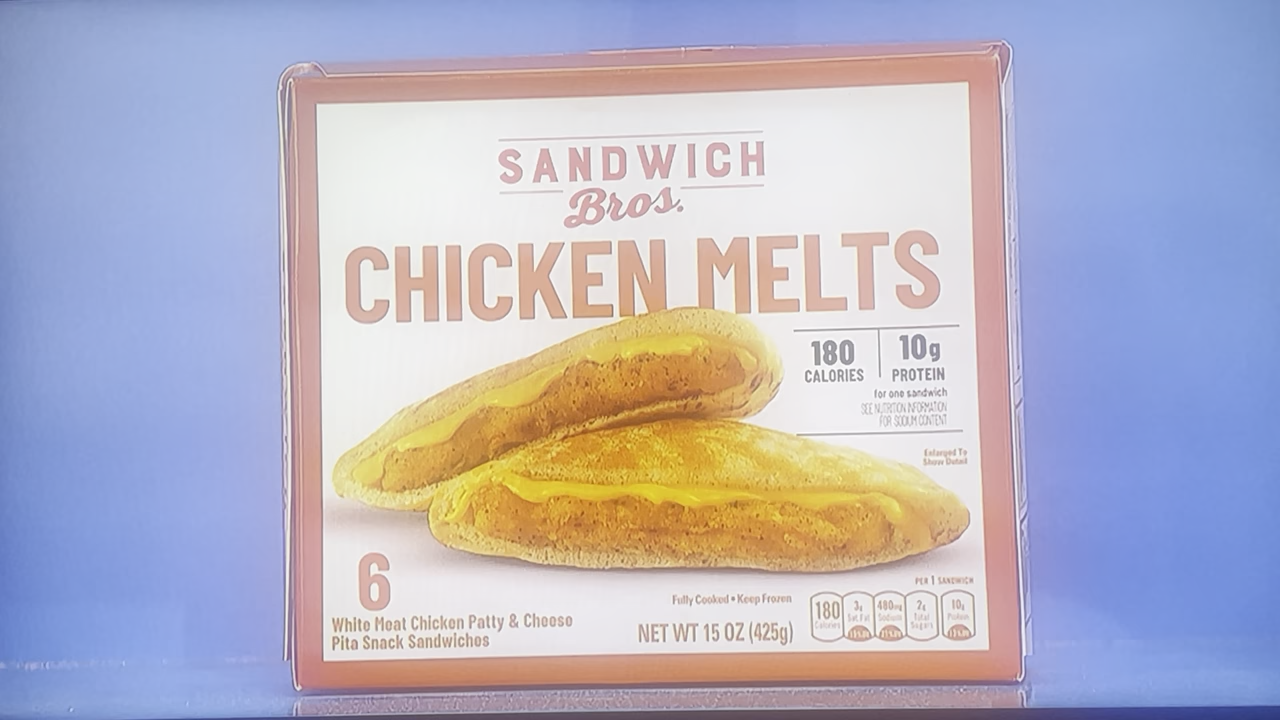 SANDWICH
Bros.
CHICKEN MELTS
180
CALORIES
10g
PROTEIN
for one sandwich
SEE NUTRITION INFORMATION
FOR SODIUM CONTENT
Enlarged To
Show Detail
6
White Meat Chicken Patty & Cheese
Pita Snack Sandwiches
Fully Cooked • Keep Frozen
NET WT 15 OZ (425g)
PER 1 SANDWICH
180
Calories
3g
Sat Fat
480mg
Sodium
2g
Total
Sugars
10g
Protein